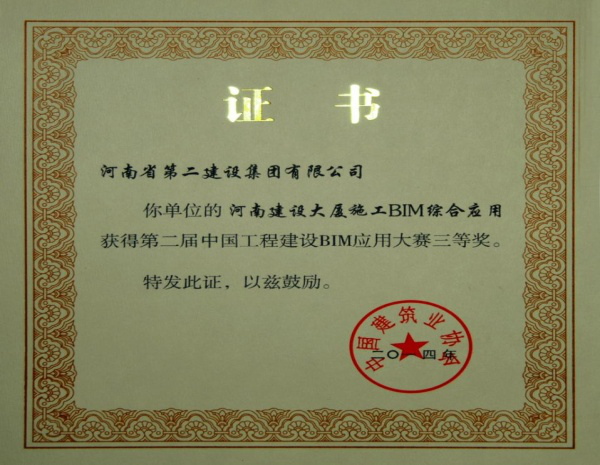 证 书
河南省第二建设集团有限公司
你单位的 河南建设大厦施工BIM综合应用
获得第二届中国工程建设BIM应用大赛三等奖。
特发此证，以兹鼓励。
中国建筑业协会
二〇一四年